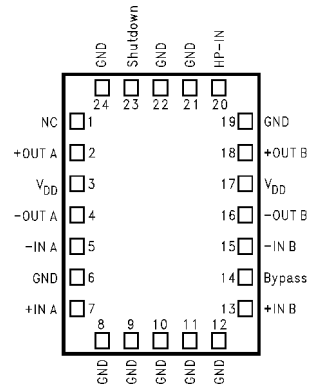 GND Shutdown GND GND HP-IN
24 23 22 21 20
NC 1 19 GND
+OUT A 2 18 +OUT B
VDD 3 17 VDD
-OUT A 4 16 -OUT B
-IN A 5 15 -IN B
GND 6 14 Bypass
+IN A 7 13 +IN B
8 9 10 11 12
GND GND GND GND GND